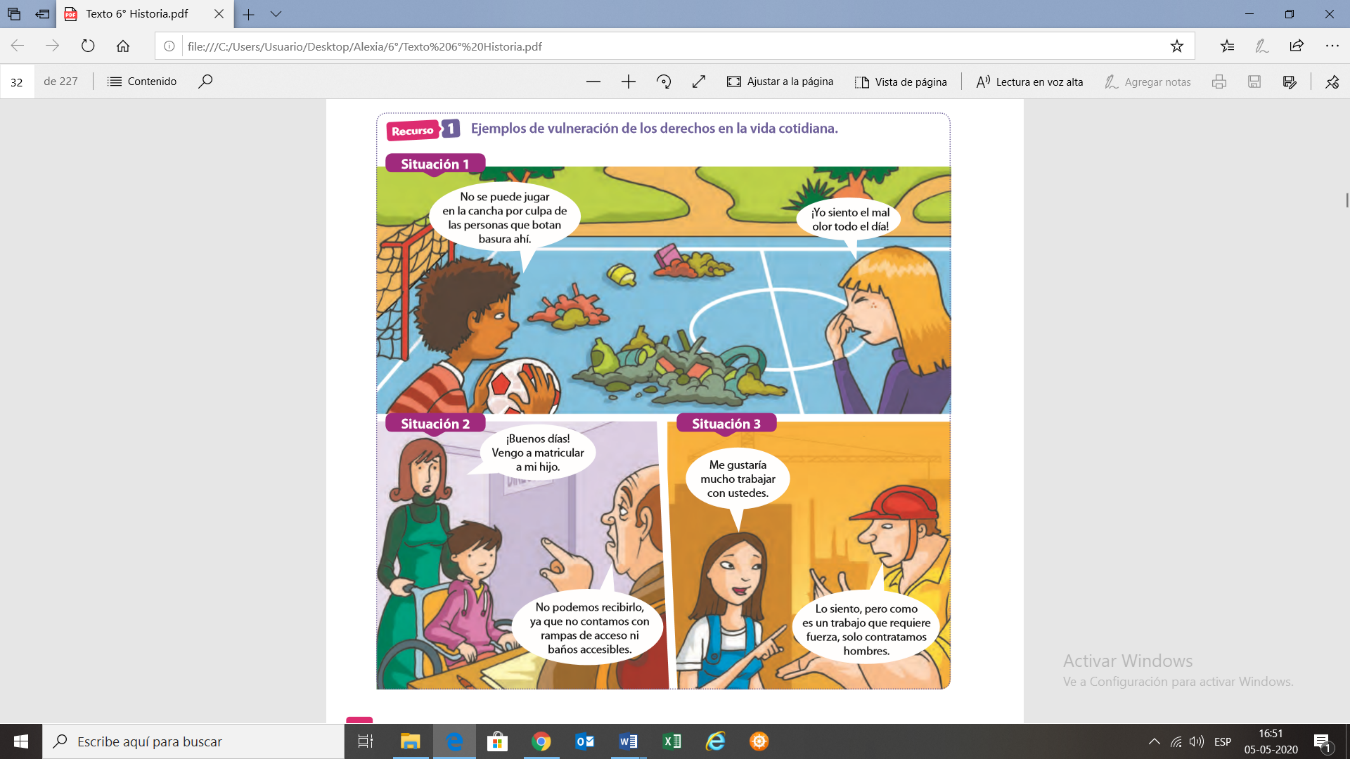 Texto 6° Historia.pdf
file:///C:/Users/Usuario/Desktop/Alexia/6°/Texto%206°%20Historia.pdf
32 de 227 Contenido Ajustar a la página Vista de página Lectura en voz alta Agregar notas
Recurso 1 Ejemplos de vulneración de los derechos en la vida cotidiana.
Situación 1
No se puede jugar
en la cancha por culpa de
las personas que botan
basura ahí.
¡Yo siento el mal
olor todo el día!
Situación 2
¡Buenos días!
Vengo a matricular
a mi hijo.
No podemos recibirlo,
ya que no contamos con
rampas de acceso ni
baños accesibles.
Situación 3
Me gustaría
mucho trabajar
con ustedes.
Lo siento, pero como
es un trabajo que requiere
fuerza, solo contratamos
hombres.
Activar Windows
Ve a Configuración para activar Windows.
Escribe aquí para buscar
ESP
16:51
05-05-2020
1